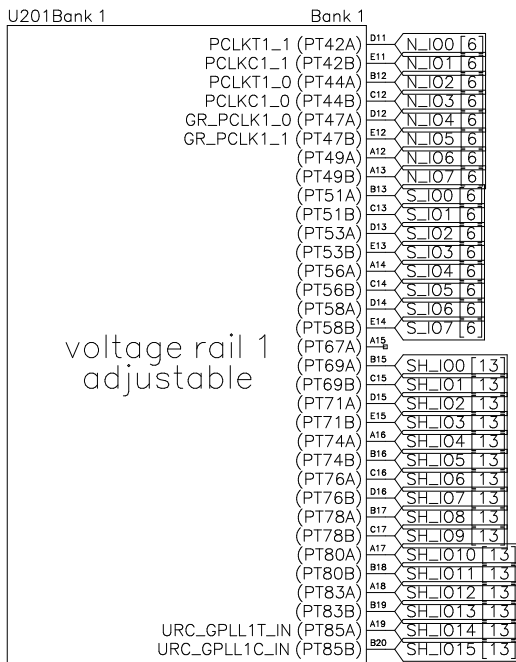 U201Bank 1 Bank 1
PCLKT1_1 (PT42A) D11 N_IO0 [6]
PCLKC1_1 (PT42B) E11 N_IO1 [6]
PCLKT1_0 (PT44A) B12 N_IO2 [6]
PCLKC1_0 (PT44B) C12 N_IO3 [6]
GR_PCLK1_0 (PT47A) D12 N_IO4 [6]
GR_PCLK1_1 (PT47B) E12 N_IO5 [6]
(PT49A) A12 N_IO6 [6]
(PT49B) A13 N_IO7 [6]
(PT51A) B13 S_IO0 [6]
(PT51B) C13 S_IO1 [6]
(PT53A) D13 S_IO2 [6]
(PT53B) E13 S_IO3 [6]
(PT56A) A14 S_IO4 [6]
(PT56B) C14 S_IO5 [6]
(PT58A) D14 S_IO6 [6]
(PT58B) E14 S_IO7 [6]
(PT67A) A15
voltage rail 1
adjustable
(PT69A) B15 SH_IO0 [13]
(PT69B) C15 SH_IO1 [13]
(PT71A) D15 SH_IO2 [13]
(PT71B) E15 SH_IO3 [13]
(PT74A) A16 SH_IO4 [13]
(PT74B) B16 SH_IO5 [13]
(PT76A) C16 SH_IO6 [13]
(PT76B) D16 SH_IO7 [13]
(PT78A) B17 SH_IO8 [13]
(PT78B) C17 SH_IO9 [13]
(PT80A) A17 SH_IO10 [13]
(PT80B) B18 SH_IO11 [13]
(PT83A) A18 SH_IO12 [13]
(PT83B) B19 SH_IO13 [13]
URC_GPLL1T_IN (PT85A) A19 SH_IO14 [13]
URC_GPLL1C_IN (PT85B) B20 SH_IO15 [13]